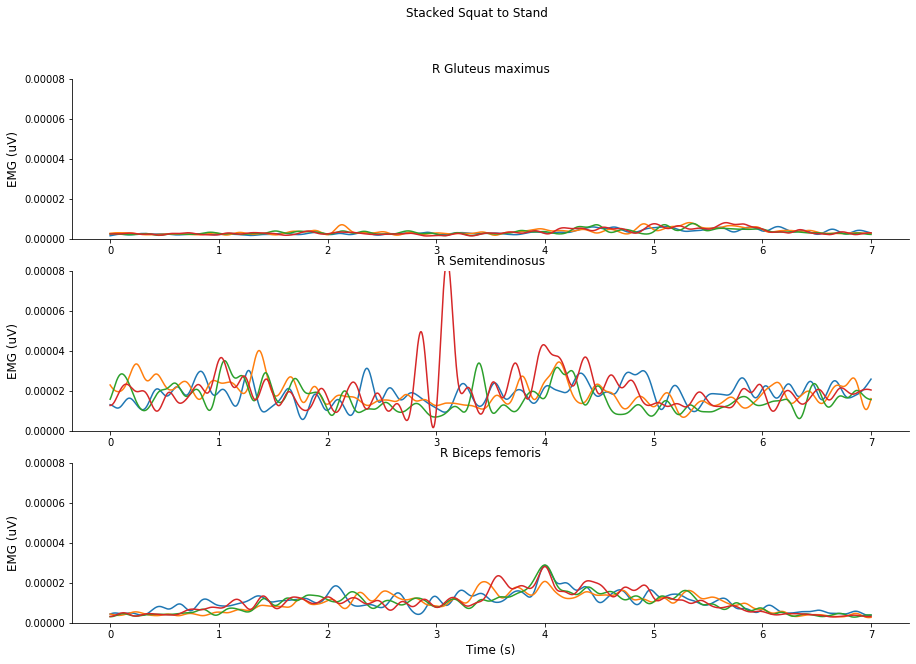 Stacked Squat to Stand
R Gluteus maximus
0.00008
0.00006
0.00004
0.00002
0.00000
EMG (uV)
0 1 2 3 4 5 6 7
R Semitendinosus
0.00008
0.00006
0.00004
0.00002
0.00000
EMG (uV)
0 1 2 3 4 5 6 7
R Biceps femoris
0.00008
0.00006
0.00004
0.00002
0.00000
EMG (uV)
0 1 2 3 4 5 6 7
Time (s)